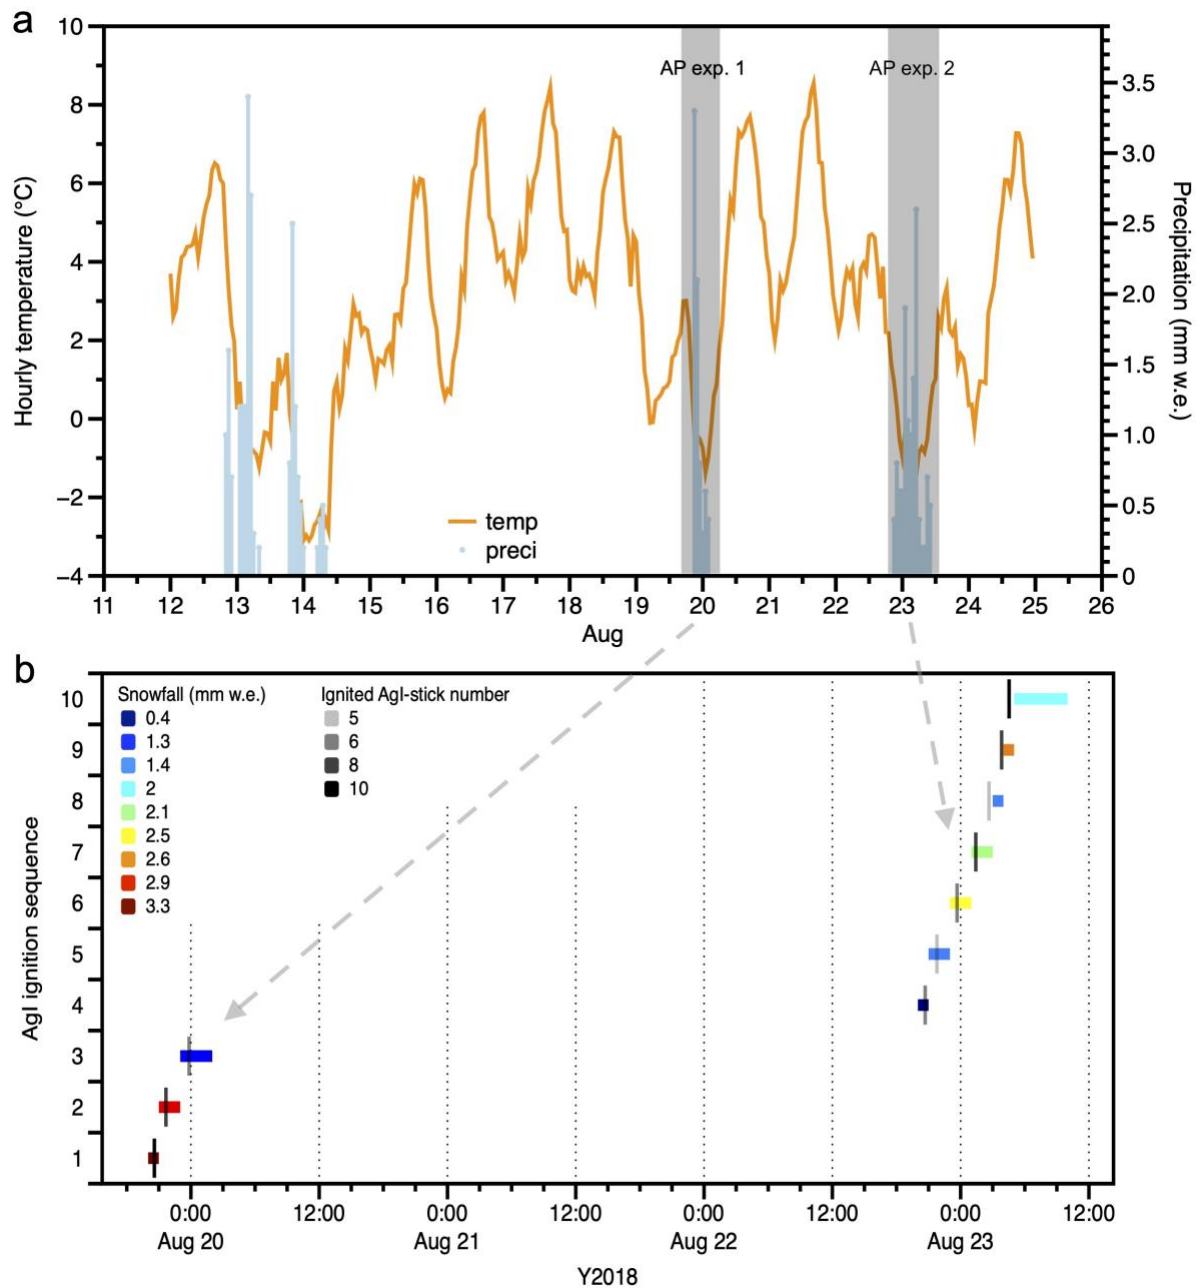 a
AP exp. 1
AP exp. 2
Hourly temperature (°C)
10
8
6
4
2
0
−2
−4
Precipitation (mm w.e.)
3.5
3.0
2.5
2.0
1.5
1.0
0.5
0
temp
preci
11 12 13 14 15 16 17 18 19 20 21 22 23 24 25 26
Aug
b
Snowfall (mm w.e.)
0.4
1.3
1.4
2
2.1
2.5
2.6
2.9
3.3
Ignited AgI-stick number
5
6
8
10
AgI ignition sequence
10
9
8
7
6
5
4
3
2
1
0:00 12:00 0:00 12:00 0:00 12:00 0:00 12:00
Aug 20 Aug 21 Aug 22 Aug 23
Y2018